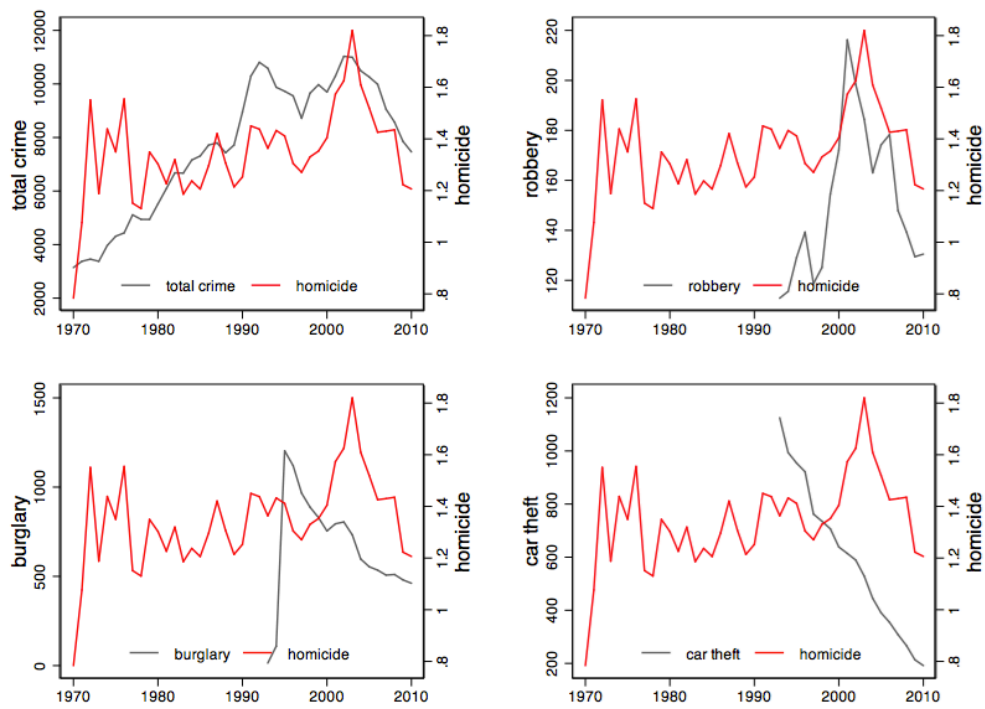 total crime
2000 4000 6000 8000 10000 12000
.8 1 1.2 1.4 1.6 1.8
homicide
total crime homicide
1970 1980 1990 2000 2010
robbery
120 140 160 180 200 220
.8 1 1.2 1.4 1.6 1.8
homicide
robbery homicide
1970 1980 1990 2000 2010
burglary
0 500 1000 1500
.8 1 1.2 1.4 1.6 1.8
homicide
burglary homicide
1970 1980 1990 2000 2010
car theft
200 400 600 800 1000 1200
.8 1 1.2 1.4 1.6 1.8
homicide
car theft homicide
1970 1980 1990 2000 2010